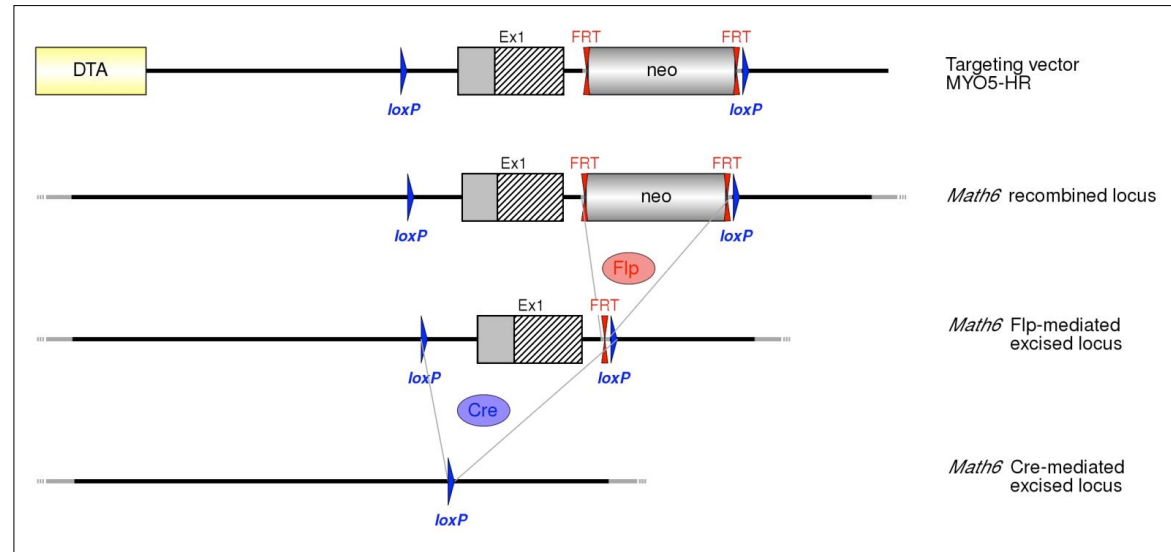 Ex1
FRT
FRT
DTA
neo
loxP
loxP
Targeting vector
MYO5-HR
Ex1
FRT
FRT
neo
loxP
loxP
Math6 recombined locus
Flp
Ex1
FRT
loxP
loxP
Math6 Flp-mediated
excised locus
Cre
loxP
Math6 Cre-mediated
excised locus